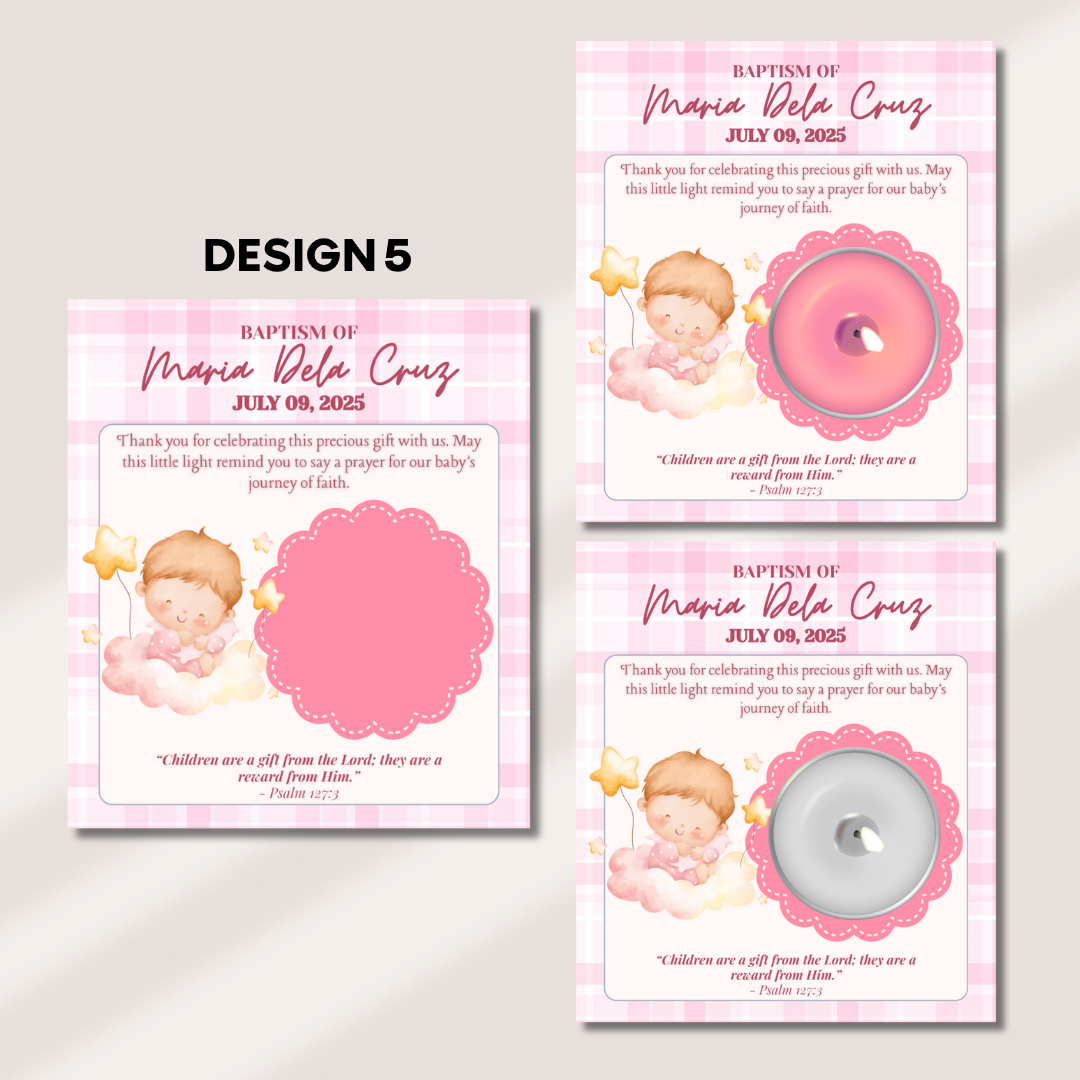 DESIGN 5
BAPTISM OF
Maria Dela Cruz
JULY 09, 2025
Thank you for celebrating this precious gift with us. May
this little light remind you to say a prayer for our baby's
journey of faith.
“Children are a gift from the Lord; they are a
reward from Him.”
- Psalm 127:3
BAPTISM OF
Maria Dela Cruz
JULY 09, 2025
Thank you for celebrating this precious gift with us. May
this little light remind you to say a prayer for our baby's
journey of faith.
“Children are a gift from the Lord; they are a
reward from Him.”
- Psalm 127:3
BAPTISM OF
Maria Dela Cruz
JULY 09, 2025
Thank you for celebrating this precious gift with us. May
this little light remind you to say a prayer for our baby's
journey of faith.
“Children are a gift from the Lord; they are a
reward from Him.”
- Psalm 127:3